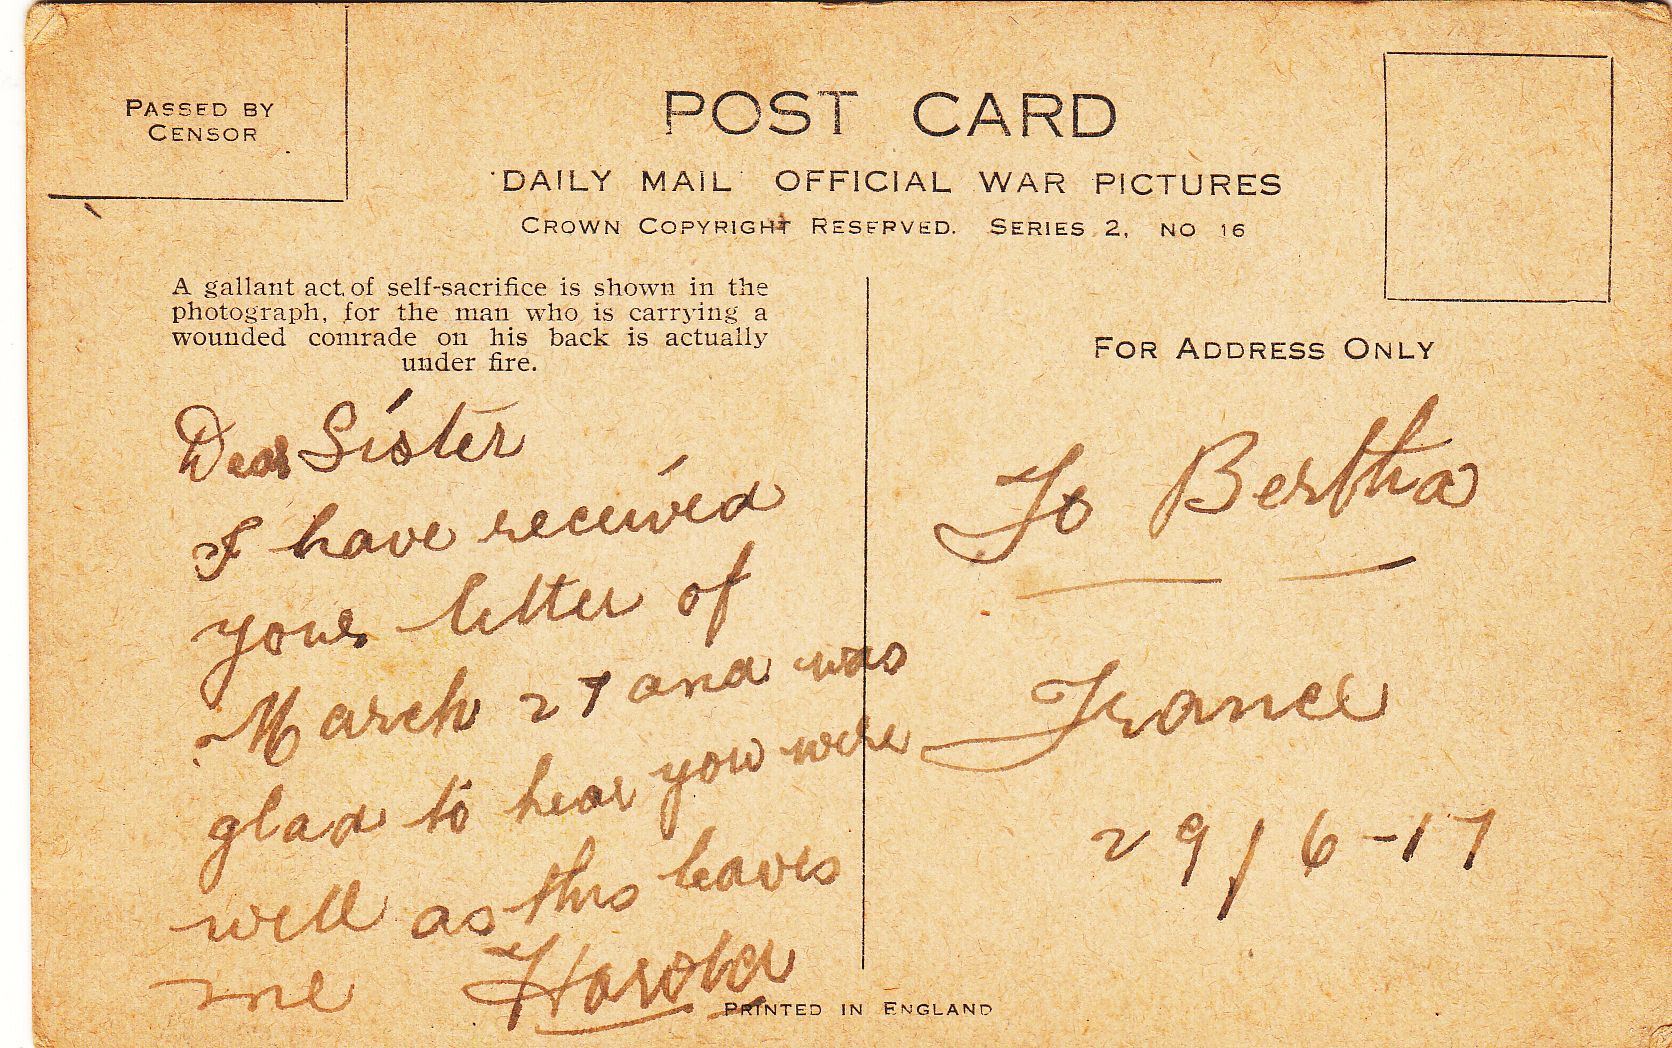 PASSED BY
CENSOR
POST CARD
'DAILY MAIL' OFFICIAL WAR PICTURES
CROWN COPYRIGHT RESERVED. SERIES 2, NO 16
A gallant act of self-sacrifice is shown in the
photograph, for the man who is carrying a
wounded comrade on his back is actually
under fire.
Dear Sister
I have received
your letter of
March 27 and was
glad to hear you were
well as this leaves
me
FOR ADDRESS ONLY
To Bertha
France
29/6-17
PRINTED IN ENGLAND